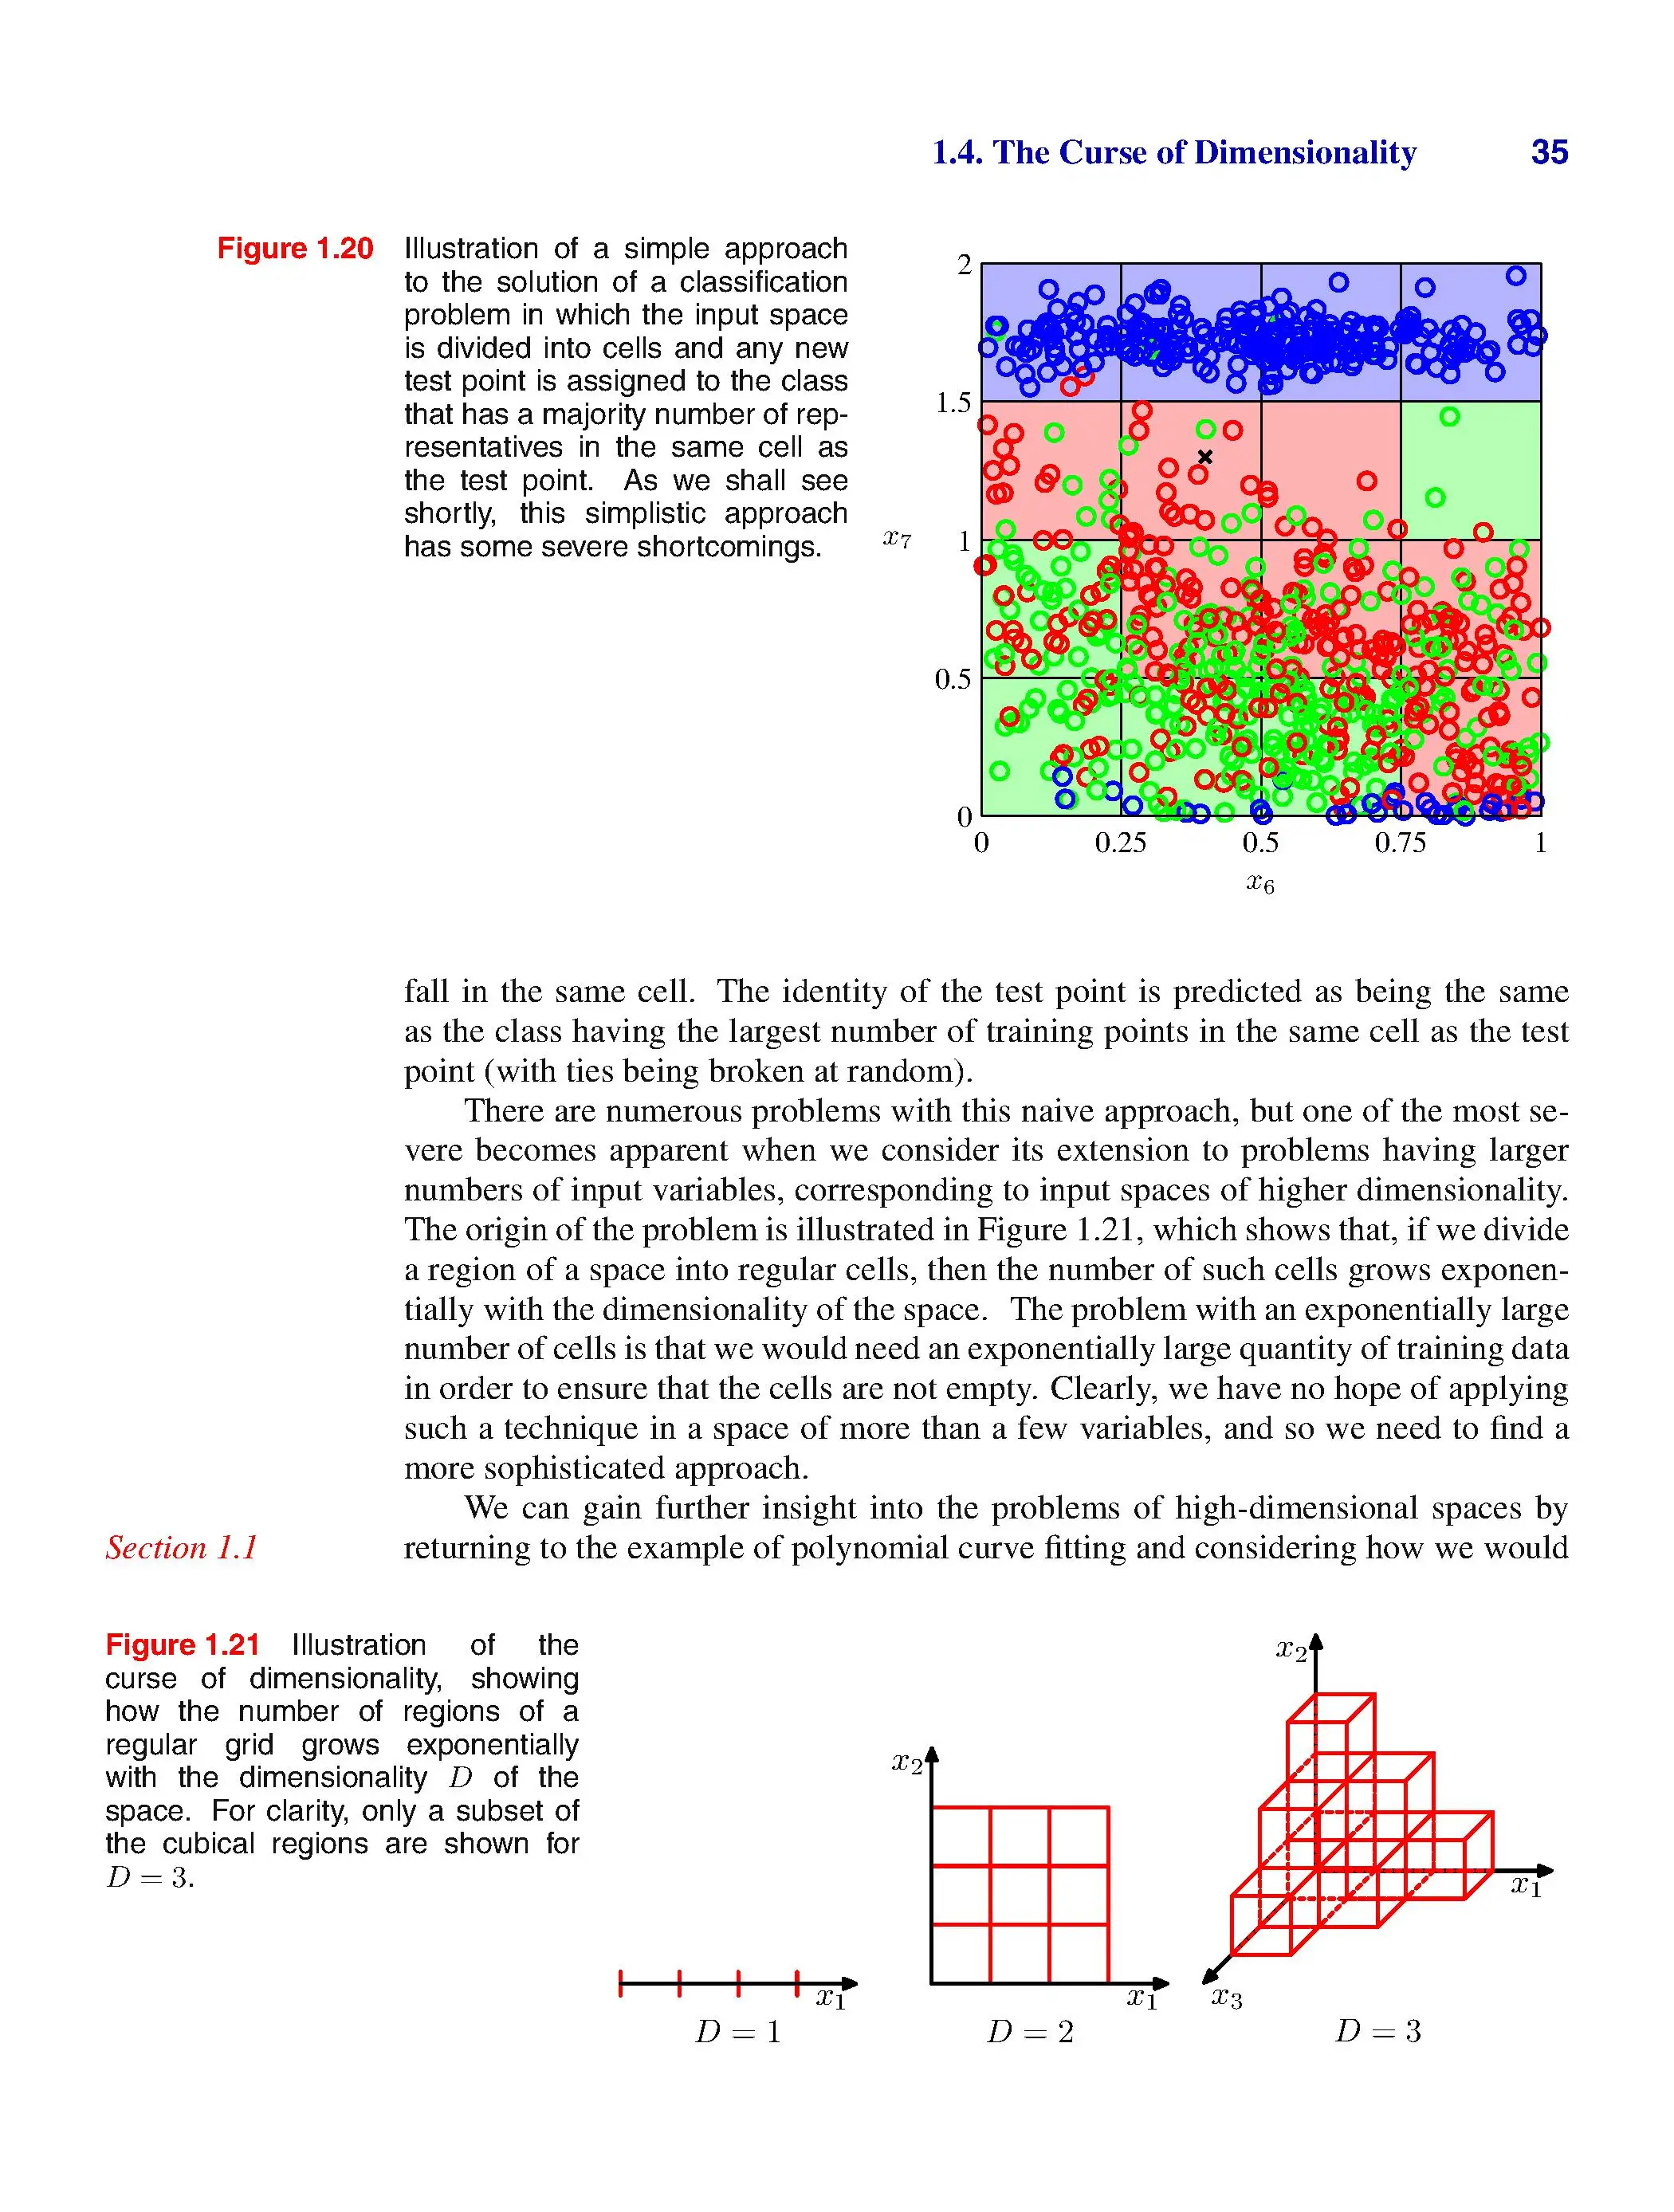 1.4. The Curse of Dimensionality 35
Figure 1.20 Illustration of a simple approach
to the solution of a classification
problem in which the input space
is divided into cells and any new
test point is assigned to the class
that has a majority number of rep-
resentatives in the same cell as
the test point. As we shall see
shortly, this simplistic approach
has some severe shortcomings.
2
1.5
x7
1
0.5
0
0 0.25 0.5 0.75 1
x6
fall in the same cell. The identity of the test point is predicted as being the same
as the class having the largest number of training points in the same cell as the test
point (with ties being broken at random).
There are numerous problems with this naive approach, but one of the most se-
vere becomes apparent when we consider its extension to problems having larger
numbers of input variables, corresponding to input spaces of higher dimensionality.
The origin of the problem is illustrated in Figure 1.21, which shows that, if we divide
a region of a space into regular cells, then the number of such cells grows exponen-
tially with the dimensionality of the space. The problem with an exponentially large
number of cells is that we would need an exponentially large quantity of training data
in order to ensure that the cells are not empty. Clearly, we have no hope of applying
such a technique in a space of more than a few variables, and so we need to find a
more sophisticated approach.
We can gain further insight into the problems of high-dimensional spaces by
Section 1.1 returning to the example of polynomial curve fitting and considering how we would
Figure 1.21 Illustration of the
curse of dimensionality, showing
how the number of regions of a
regular grid grows exponentially
with the dimensionality D of the
space. For clarity, only a subset of
the cubical regions are shown for
D = 3.
x1
D = 1
x2
x1
D = 2
x2
x1
x3
D = 3